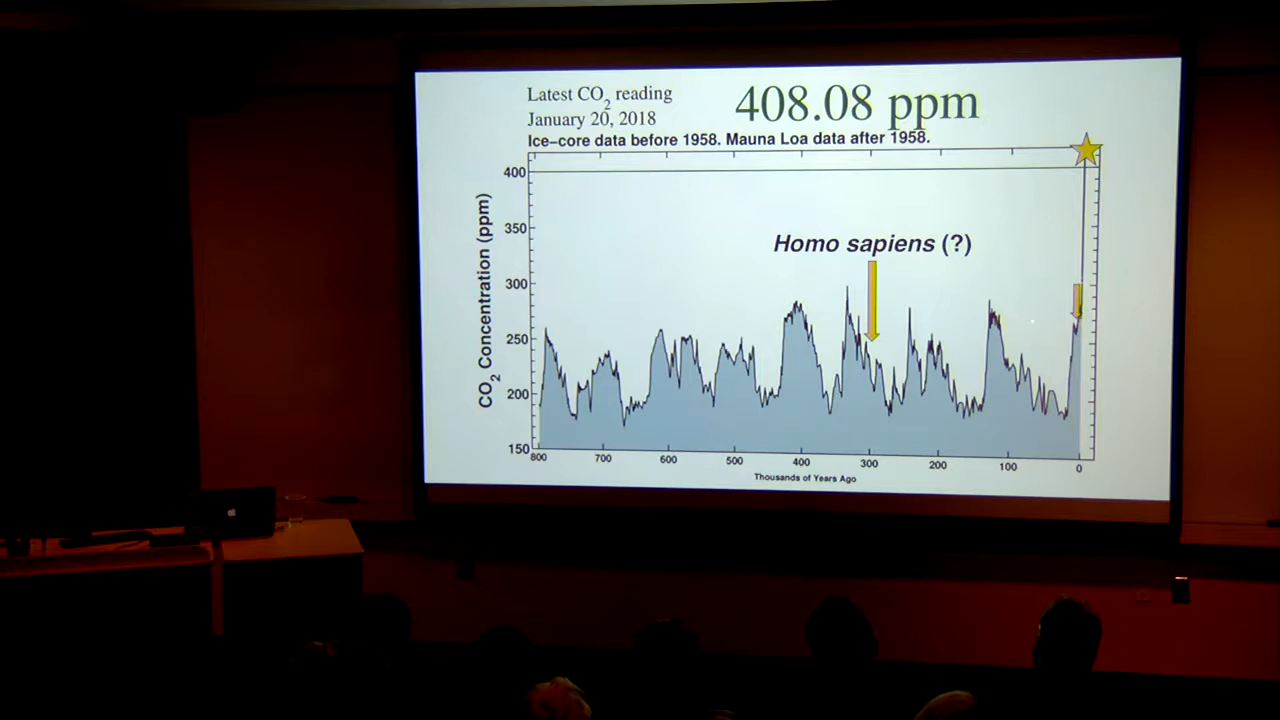 Latest CO2 reading
January 20, 2018
408.08 ppm
Ice-core data before 1958. Mauna Loa data after 1958.
CO2 Concentration (ppm)
400
350
300
250
200
150
Homo sapiens (?)
800 700 600 500 400 300 200 100 0
Thousands of Years Ago